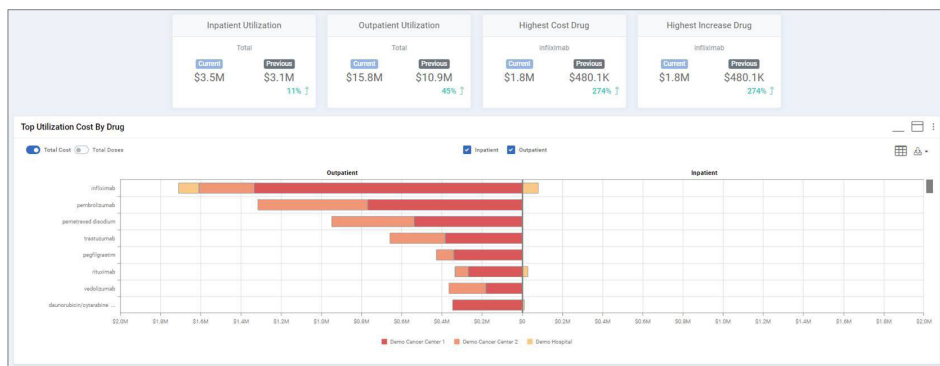 Inpatient Utilization
Total
Current Previous
$3.5M $3.1M
11%
Outpatient Utilization
Total
Current Previous
$15.8M $10.9M
45%
Highest Cost Drug
infliximab
Current Previous
$1.8M $480.1K
274%
Highest Increase Drug
infliximab
Current Previous
$1.8M $480.1K
274%
Top Utilization Cost By Drug
Total Cost Total Doses
Inpatient Outpatient
Outpatient Inpatient
infliximab
pembrolizumab
pemetrexed disodium
trastuzumab
pegfilgrastim
rituximab
vedolizumab
daunorubicin/cytarabine ...
$2.0M $1.8M $1.6M $1.4M $1.2M $1.0M $0.8M $0.6M $0.4M $0.2M $0 $0.2M $0.4M $0.6M $0.8M $1.0M $1.2M $1.4M $1.6M $1.8M $2.0M
Demo Cancer Center 1 Demo Cancer Center 2 Demo Hospital